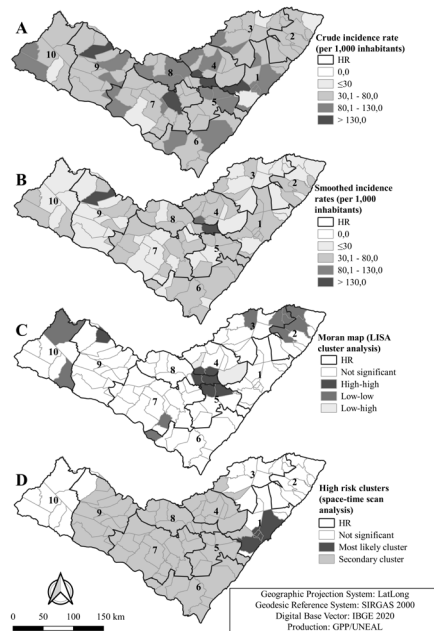 A
10
9
8
7
6
5
4
3
2
1
Crude incidence rate
(per 1,000 inhabitants)
HR
0,0
≤30
30,1 - 80,0
80,1 - 130,0
> 130,0
B
10
9
8
7
6
5
4
3
2
1
Smoothed incidence
rates (per 1,000
inhabitants)
HR
0,0
≤30
30,1 - 80,0
80,1 - 130,0
> 130,0
C
10
9
8
7
6
5
4
3
2
1
Moran map (LISA
cluster analysis)
HR
Not significant
High-high
Low-low
Low-high
D
10
9
8
7
6
5
4
3
2
1
High risk clusters
(space-time scan
analysis)
HR
Not significant
Most likely cluster
Secondary cluster
0 50 100 150 km
Geographic Projection System: LatLong
Geodesic Reference System: SIRGAS 2000
Digital Base Vector: IBGE 2020
Production: GPP/UNEAL